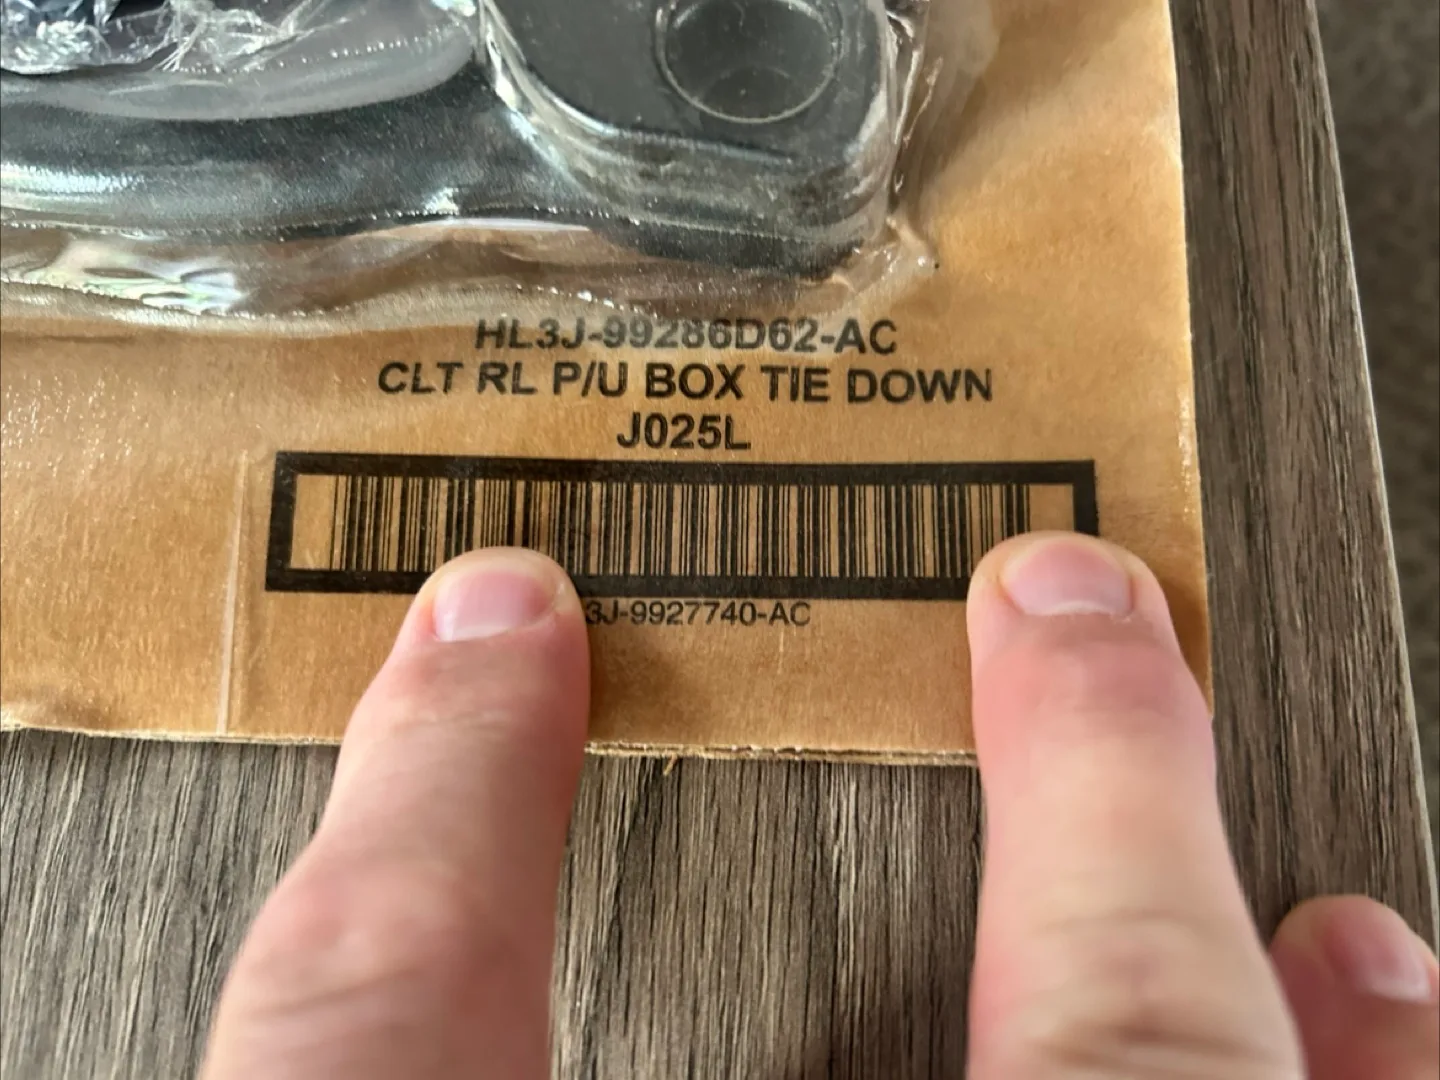 HL3J-99286D62-AC
CLT RL P/U BOX TIE DOWN
J025L
3J-9927740-AC